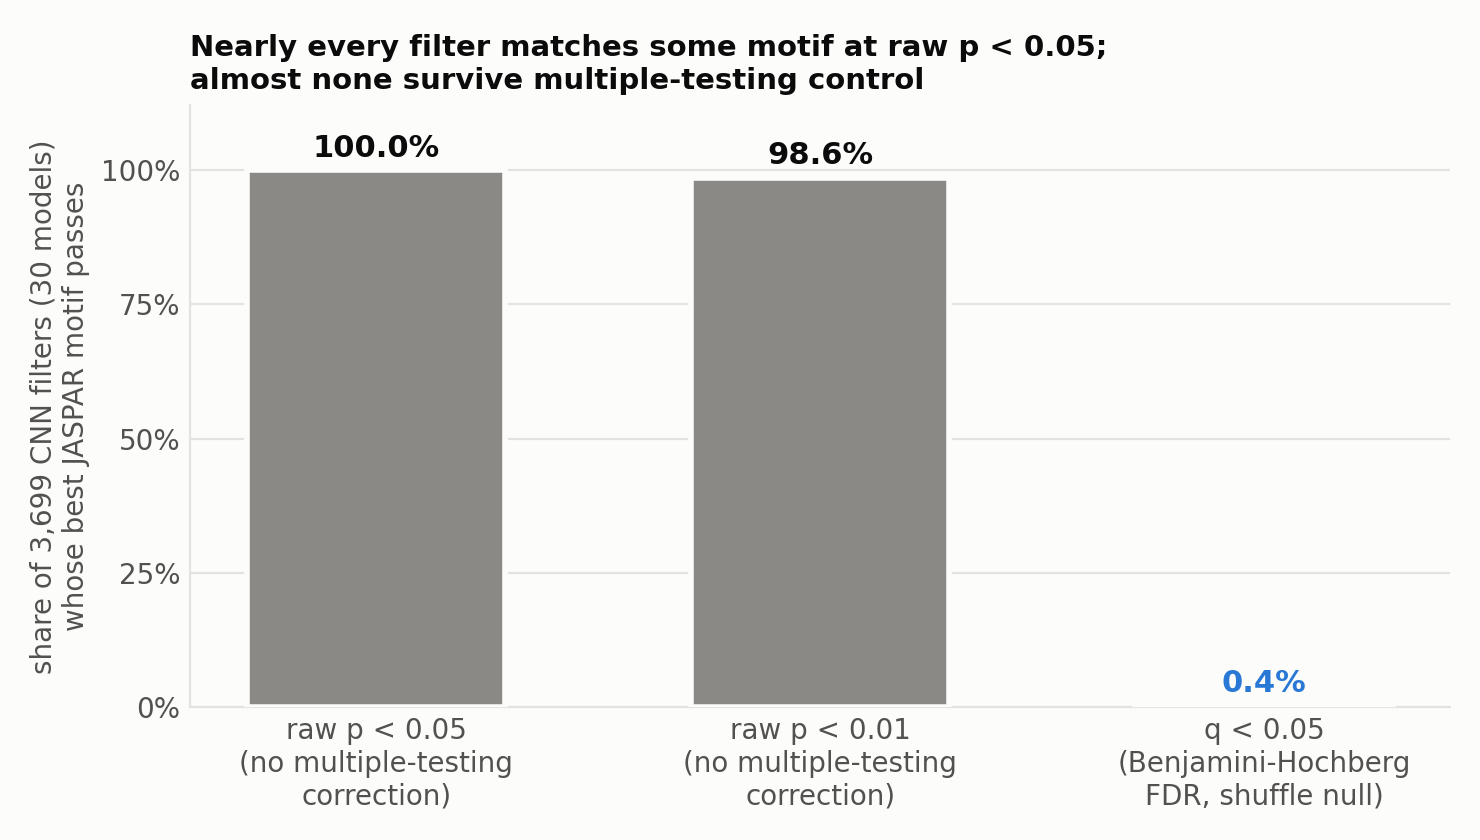 Nearly every filter matches some motif at raw p < 0.05;
almost none survive multiple-testing control
share of 3,699 CNN filters (30 models)
whose best JASPAR motif passes
100%
75%
50%
25%
0%
100.0%
98.6%
0.4%
raw p < 0.05
(no multiple-testing
correction)
raw p < 0.01
(no multiple-testing
correction)
q < 0.05
(Benjamini-Hochberg
FDR, shuffle null)